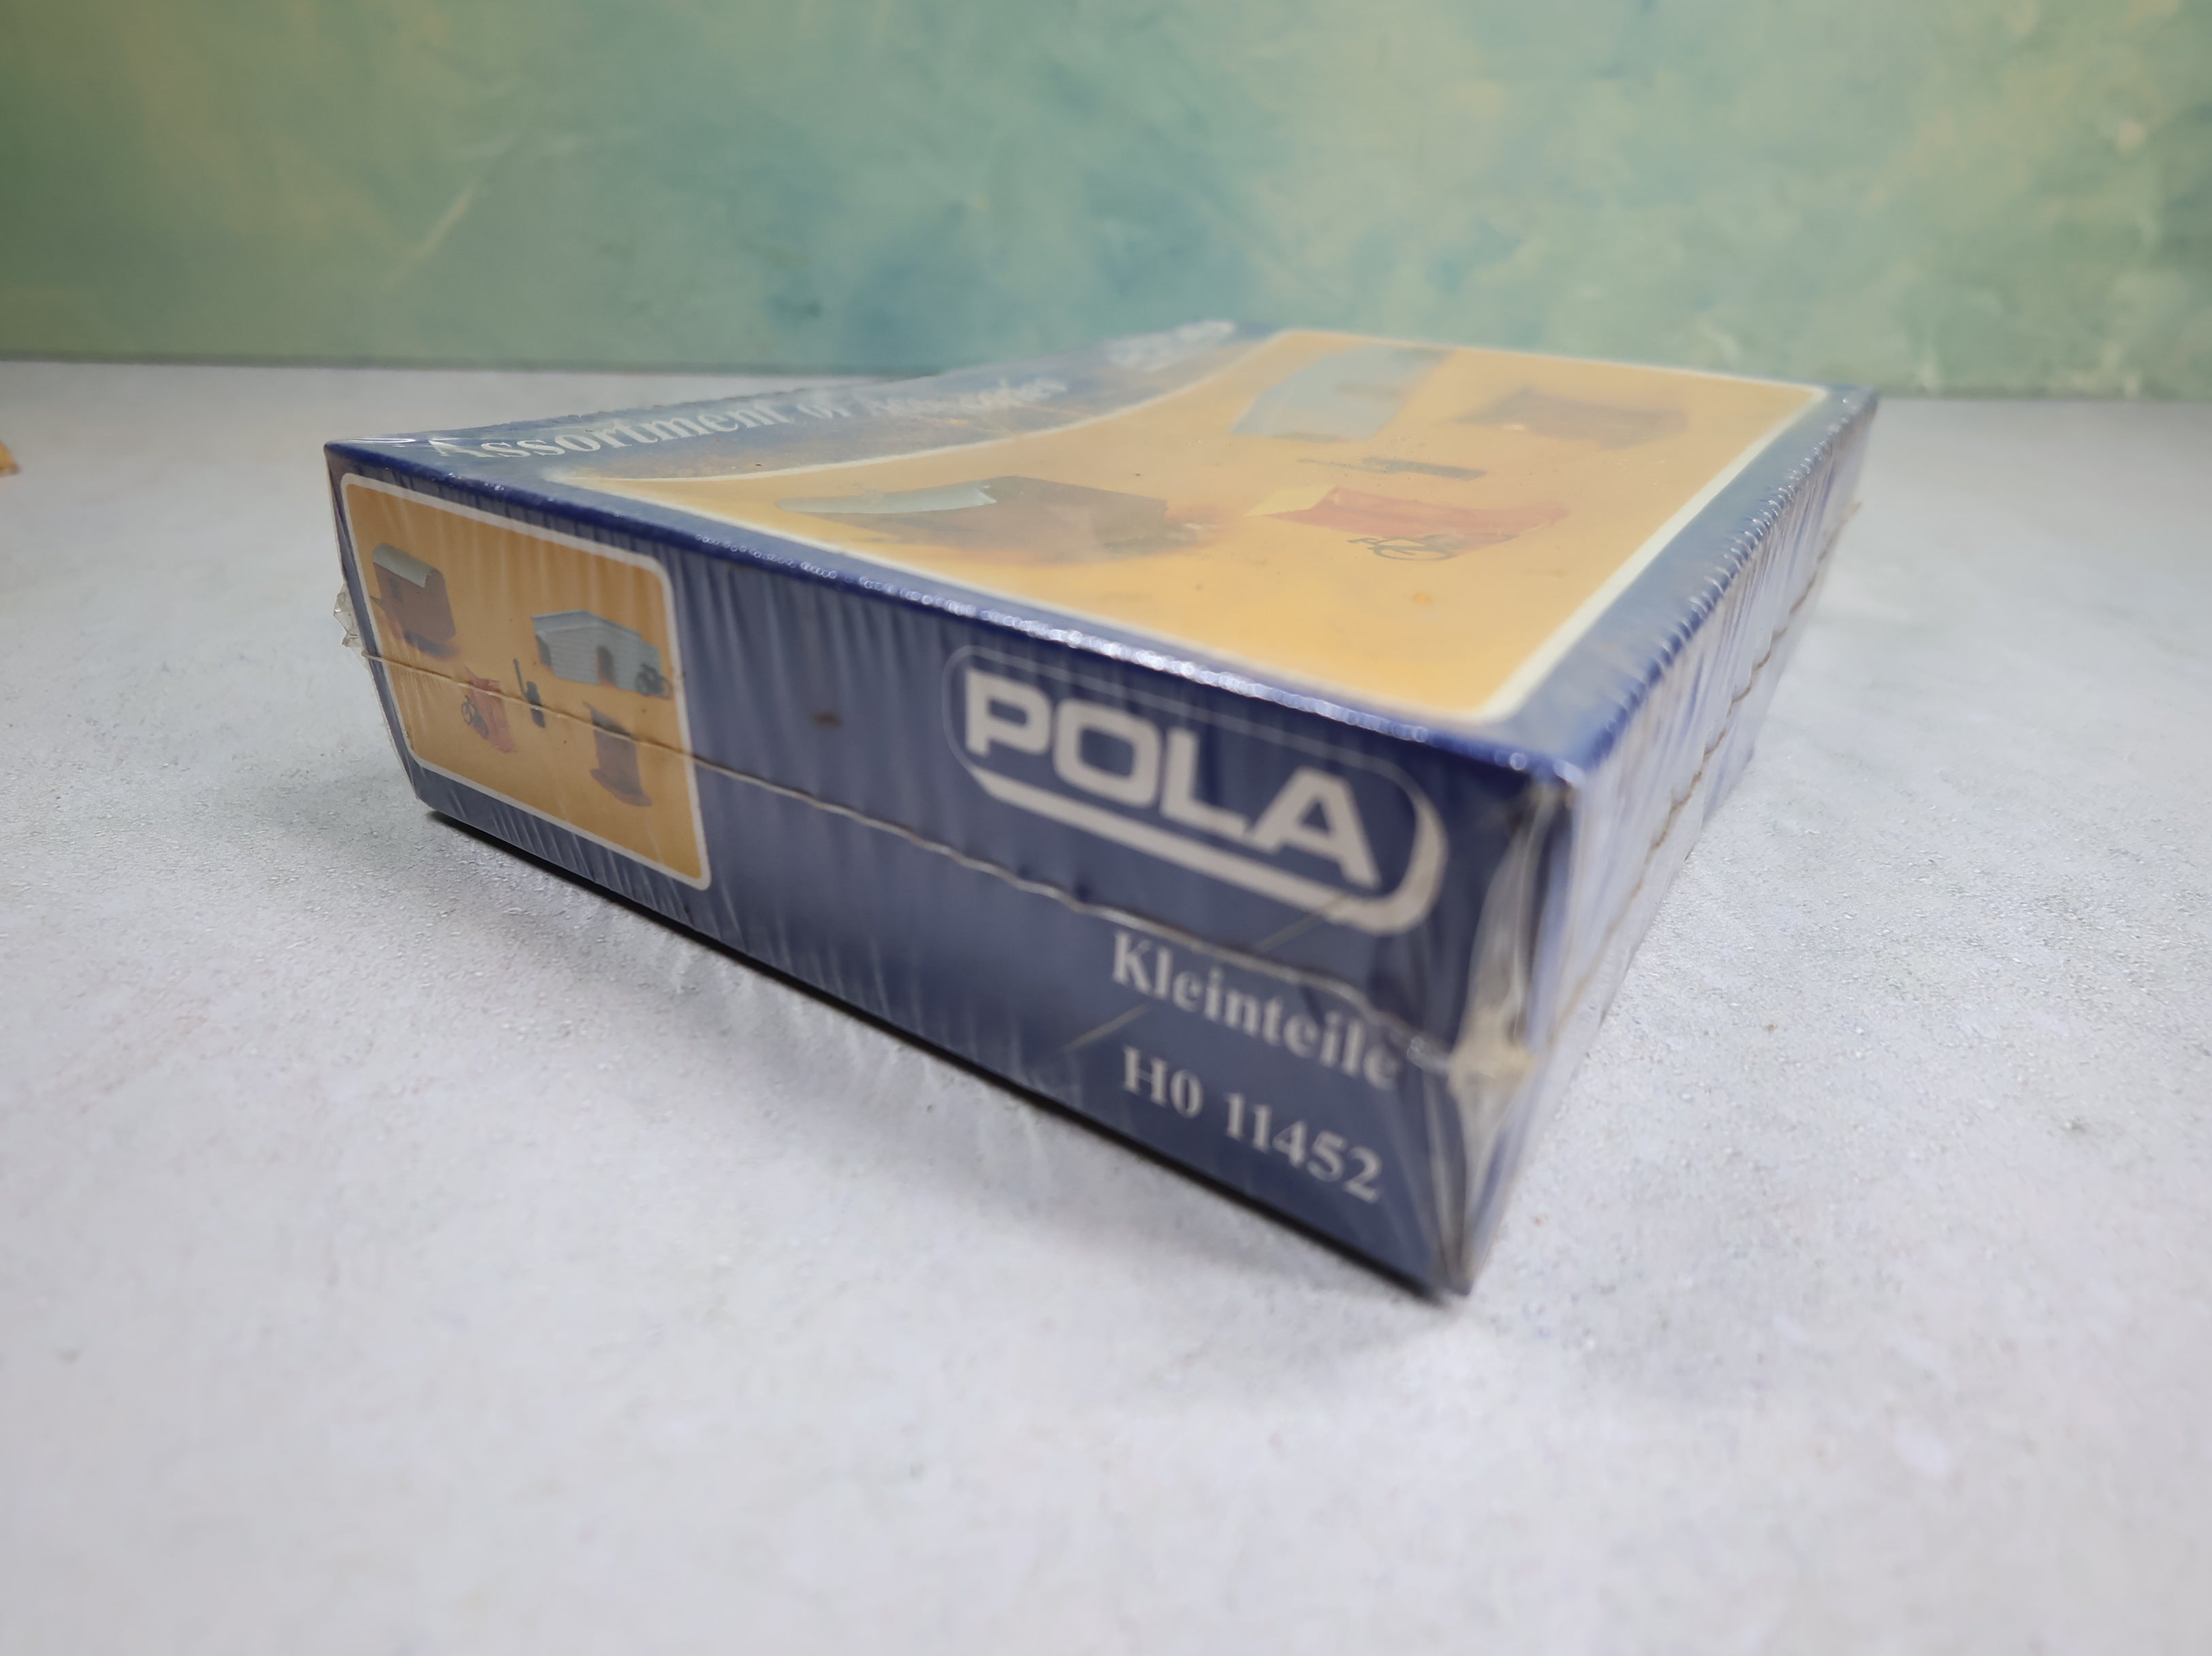 Assortment of
POLA
Kleinteile
H0 11452